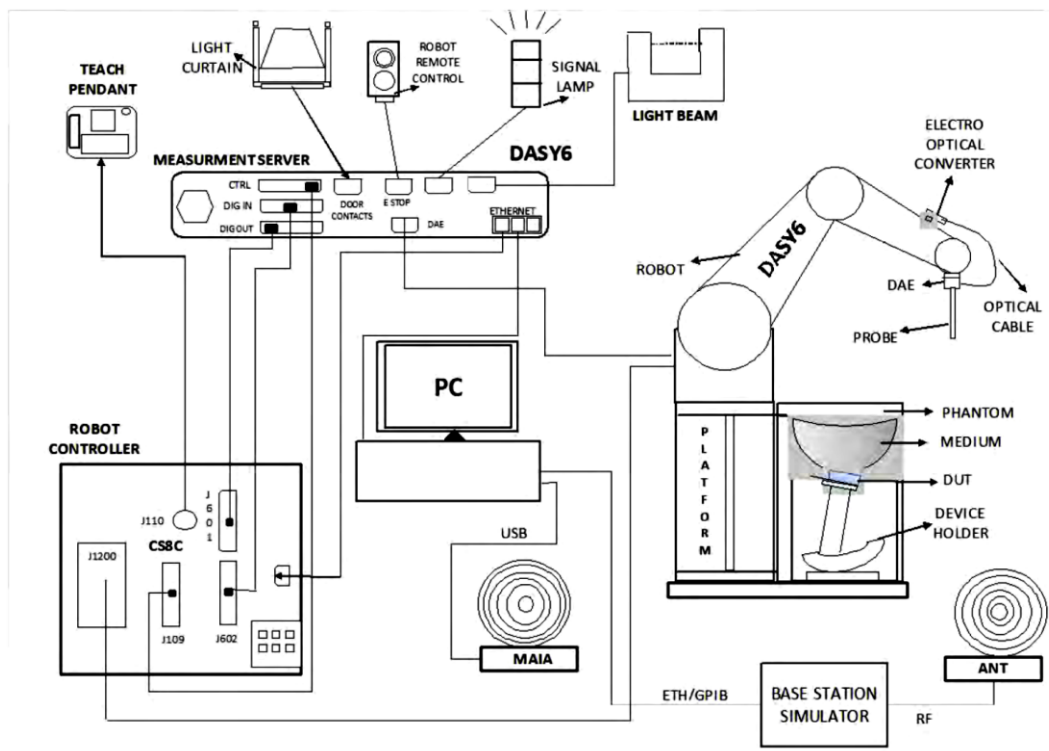 LIGHT
CURTAIN
ROBOT
REMOTE
CONTROL
SIGNAL
LAMP
LIGHT BEAM
TEACH
PENDANT
MEASURMENT SERVER
DASY6
CTRL
DIG IN
DIG OUT
DOOR
CONTACTS
E STOP
DAE
ETHERNET
ELECTRO
OPTICAL
CONVERTER
ROBOT
DASY6
DAE
OPTICAL
CABLE
PROBE
PC
ROBOT
CONTROLLER
J110
J
6
0
1
CS8C
J1200
J109
J602
USB
MAIA
P
L
A
T
F
O
R
M
PHANTOM
MEDIUM
DUT
DEVICE
HOLDER
ANT
ETH/GPIB
BASE STATION
SIMULATOR
RF